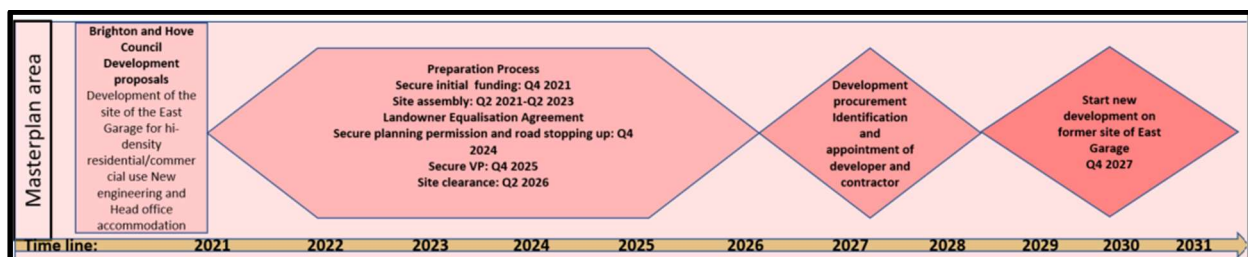 Masterplan area
Brighton and Hove
Council
Development
proposals
Development of the
site of the East
Garage for hi-
density
residential/commer
cial use New
engineering and
Head office
accommodation
Preparation Process
Secure initial  funding: Q4 2021
Site assembly: Q2 2021-Q2 2023
Landowner Equalisation Agreement
Secure planning permission and road stopping up: Q4
2024
Secure VP: Q4 2025
Site clearance: Q2 2026
Development
procurement
Identification
and
appointment of
developer and
contractor
Start new
development on
former site of East
Garage
Q4 2027
Time line: 2021 2022 2023 2024 2025 2026 2027 2028 2029 2030 2031